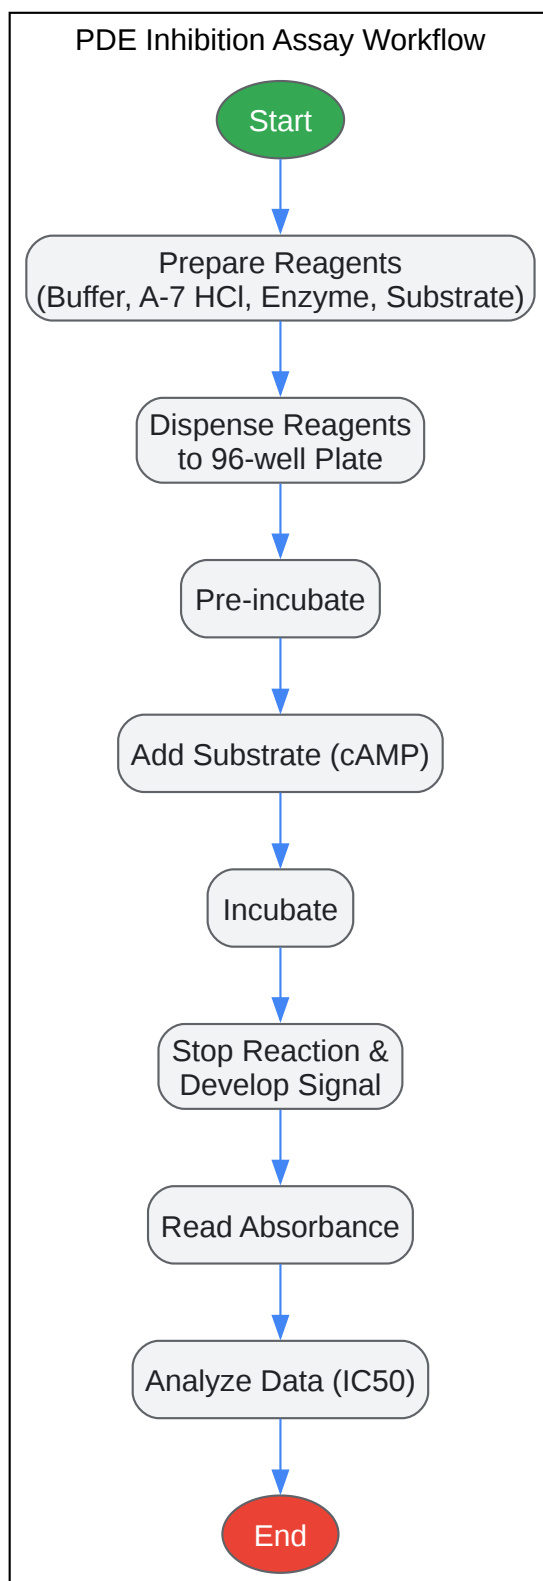 PDE Inhibition Assay Workflow
Start
Prepare Reagents
(Buffer, A-7 HCl, Enzyme, Substrate)
Dispense Reagents
to 96-well Plate
Pre-incubate
Add Substrate (cAMP)
Incubate
Stop Reaction &
Develop Signal
Read Absorbance
Analyze Data (IC50)
End